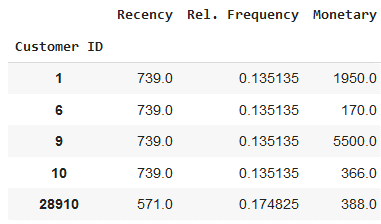 Recency Rel. Frequency Monetary
Customer ID
1 739.0 0.135135 1950.0
6 739.0 0.135135 170.0
9 739.0 0.135135 5500.0
10 739.0 0.135135 366.0
28910 571.0 0.174825 388.0